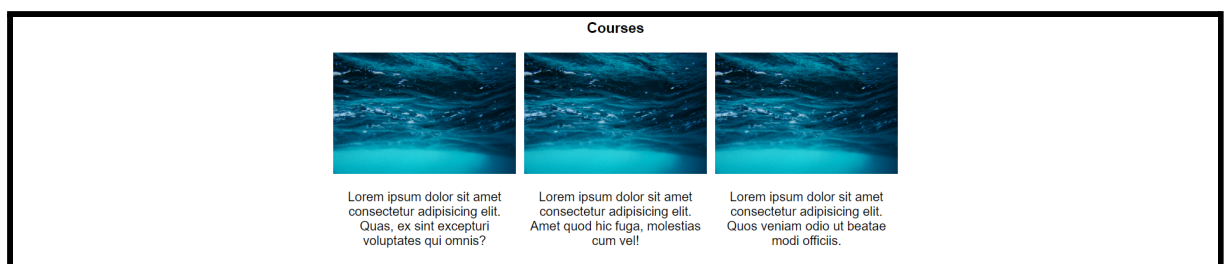 Courses
Lorem ipsum dolor sit amet
consectetur adipisicing elit.
Quas, ex sint excepturi
voluptates qui omnis?
Lorem ipsum dolor sit amet
consectetur adipisicing elit.
Amet quod hic fuga, molestias
cum vel!
Lorem ipsum dolor sit amet
consectetur adipisicing elit.
Quos veniam odio ut beatae
modi officiis.